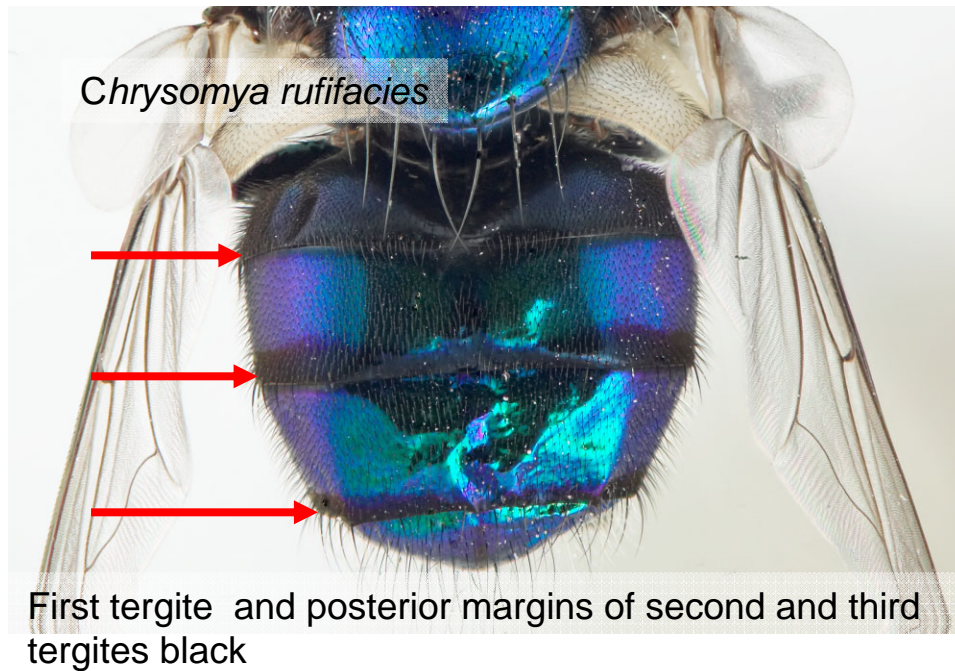 Chrysomya rufifacies
First tergite and posterior margins of second and third
tergites black